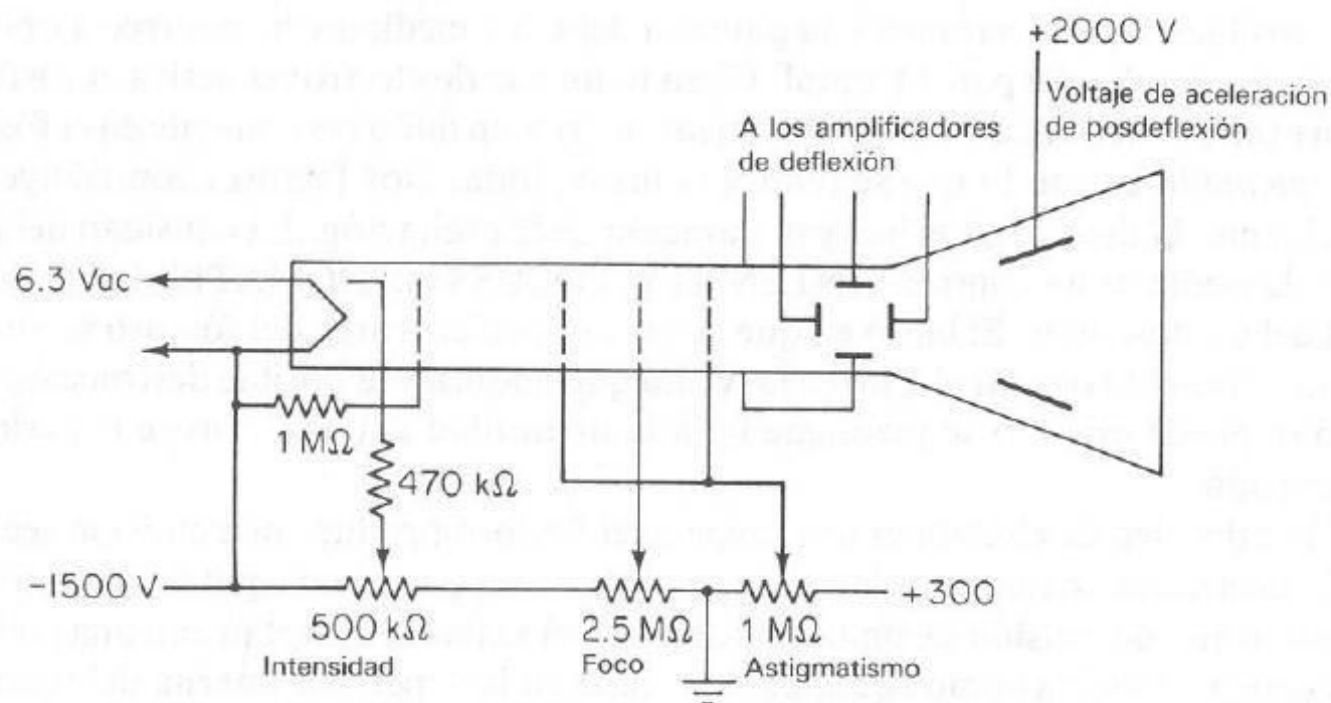 +2000 V
Voltaje de aceleración
de posdeflexión
A los amplificadores
de deflexión
6.3 Vac
1 MΩ
470 kΩ
-1500 V
+300
500 kΩ
2.5 MΩ
1 MΩ
Intensidad
Foco
Astigmatismo